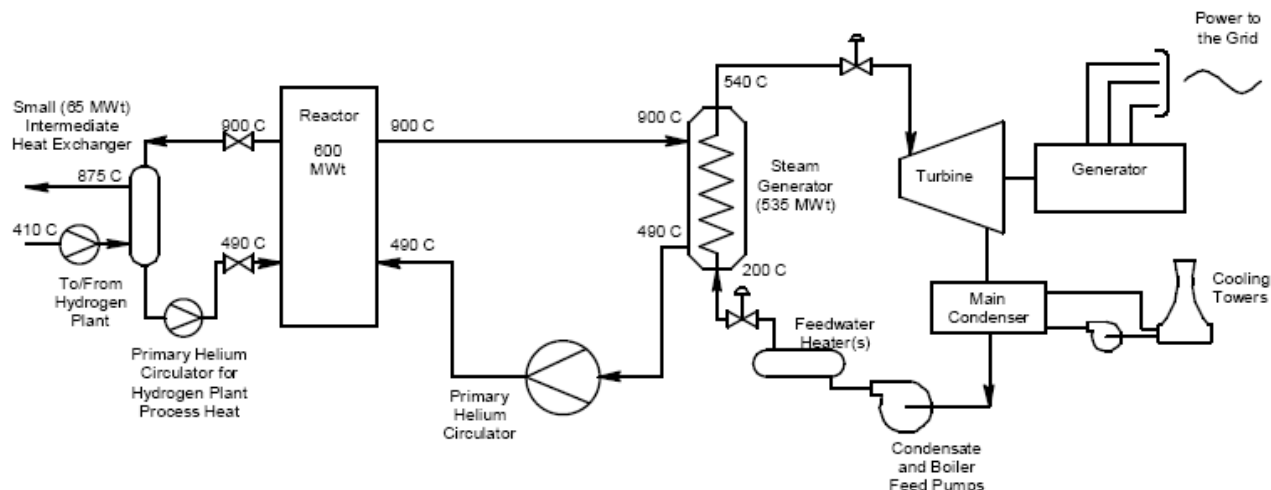 Power to
the Grid
540 C
Small (65 MWt)
Intermediate
Heat Exchanger
900 C
Reactor
600
MWt
900 C
900 C
Steam
Generator
(535 MWt)
Turbine
Generator
875 C
410 C
490 C
490 C
490 C
200 C
To/From
Hydrogen
Plant
Main
Condenser
Cooling
Towers
Feedwater
Heater(s)
Primary Helium
Circulator for
Hydrogen Plant
Process Heat
Primary
Helium
Circulator
Condensate
and Boiler
Feed Pumps